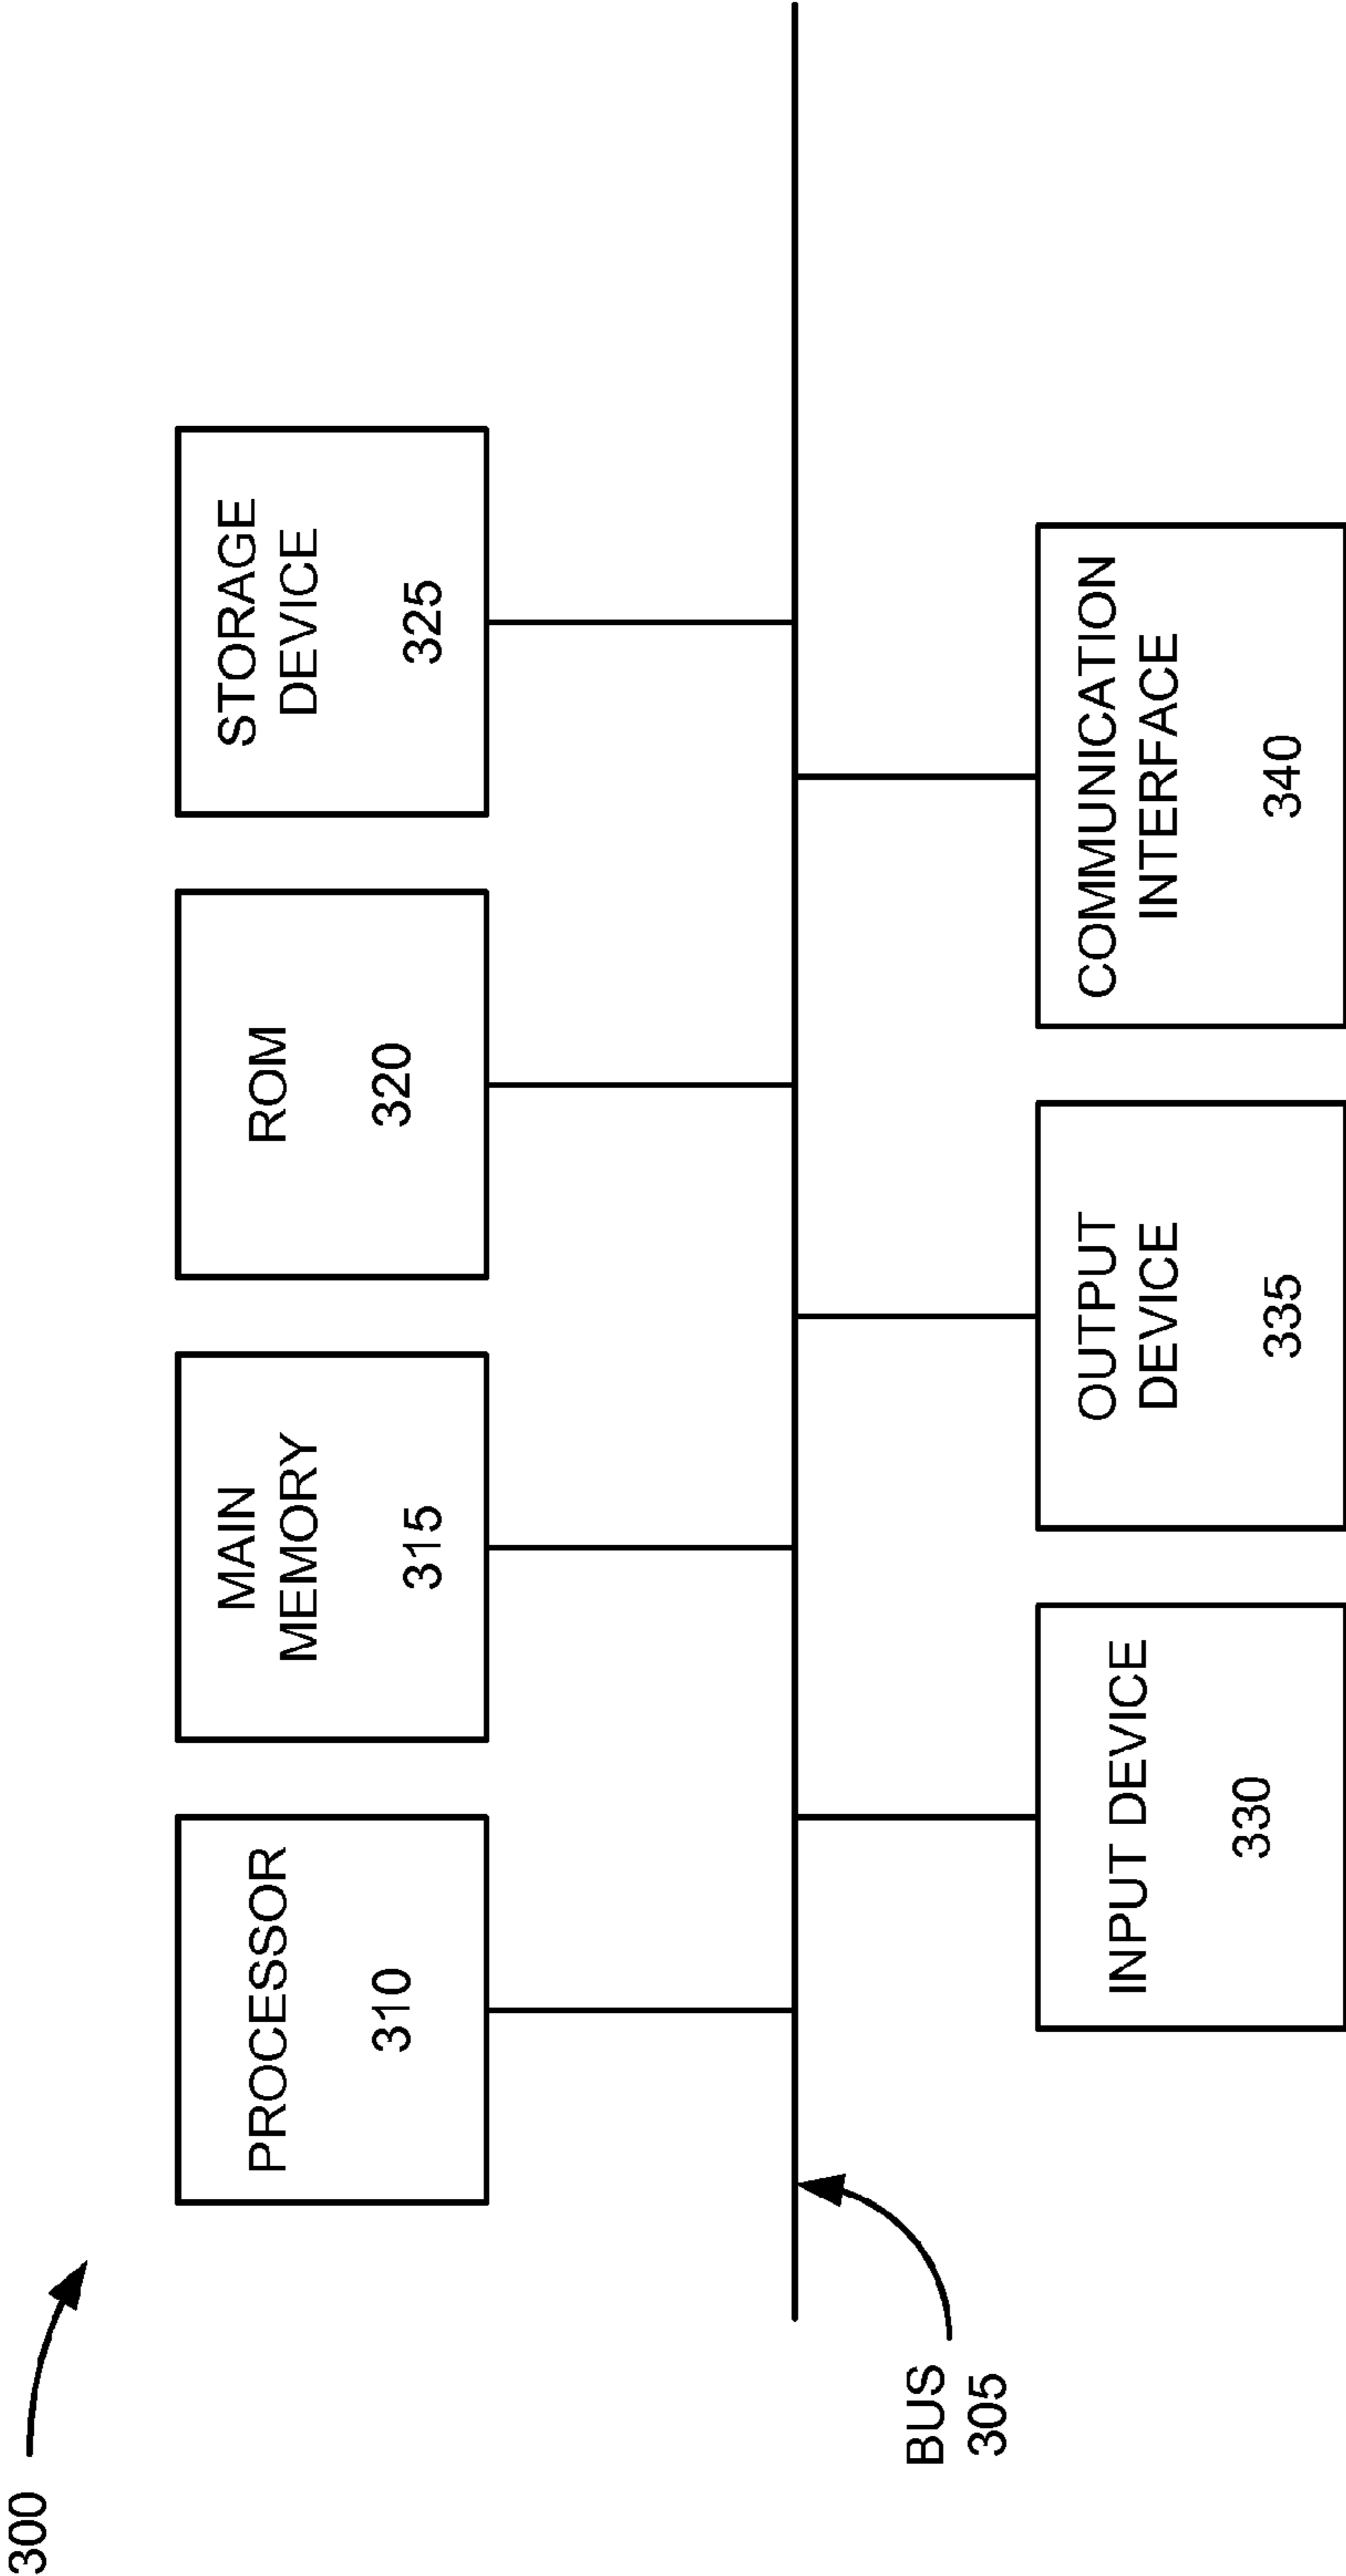 300
PROCESSOR
310
MAIN
MEMORY
315
ROM
320
STORAGE
DEVICE
325
BUS
305
INPUT DEVICE
330
OUTPUT
DEVICE
335
COMMUNICATION
INTERFACE
340